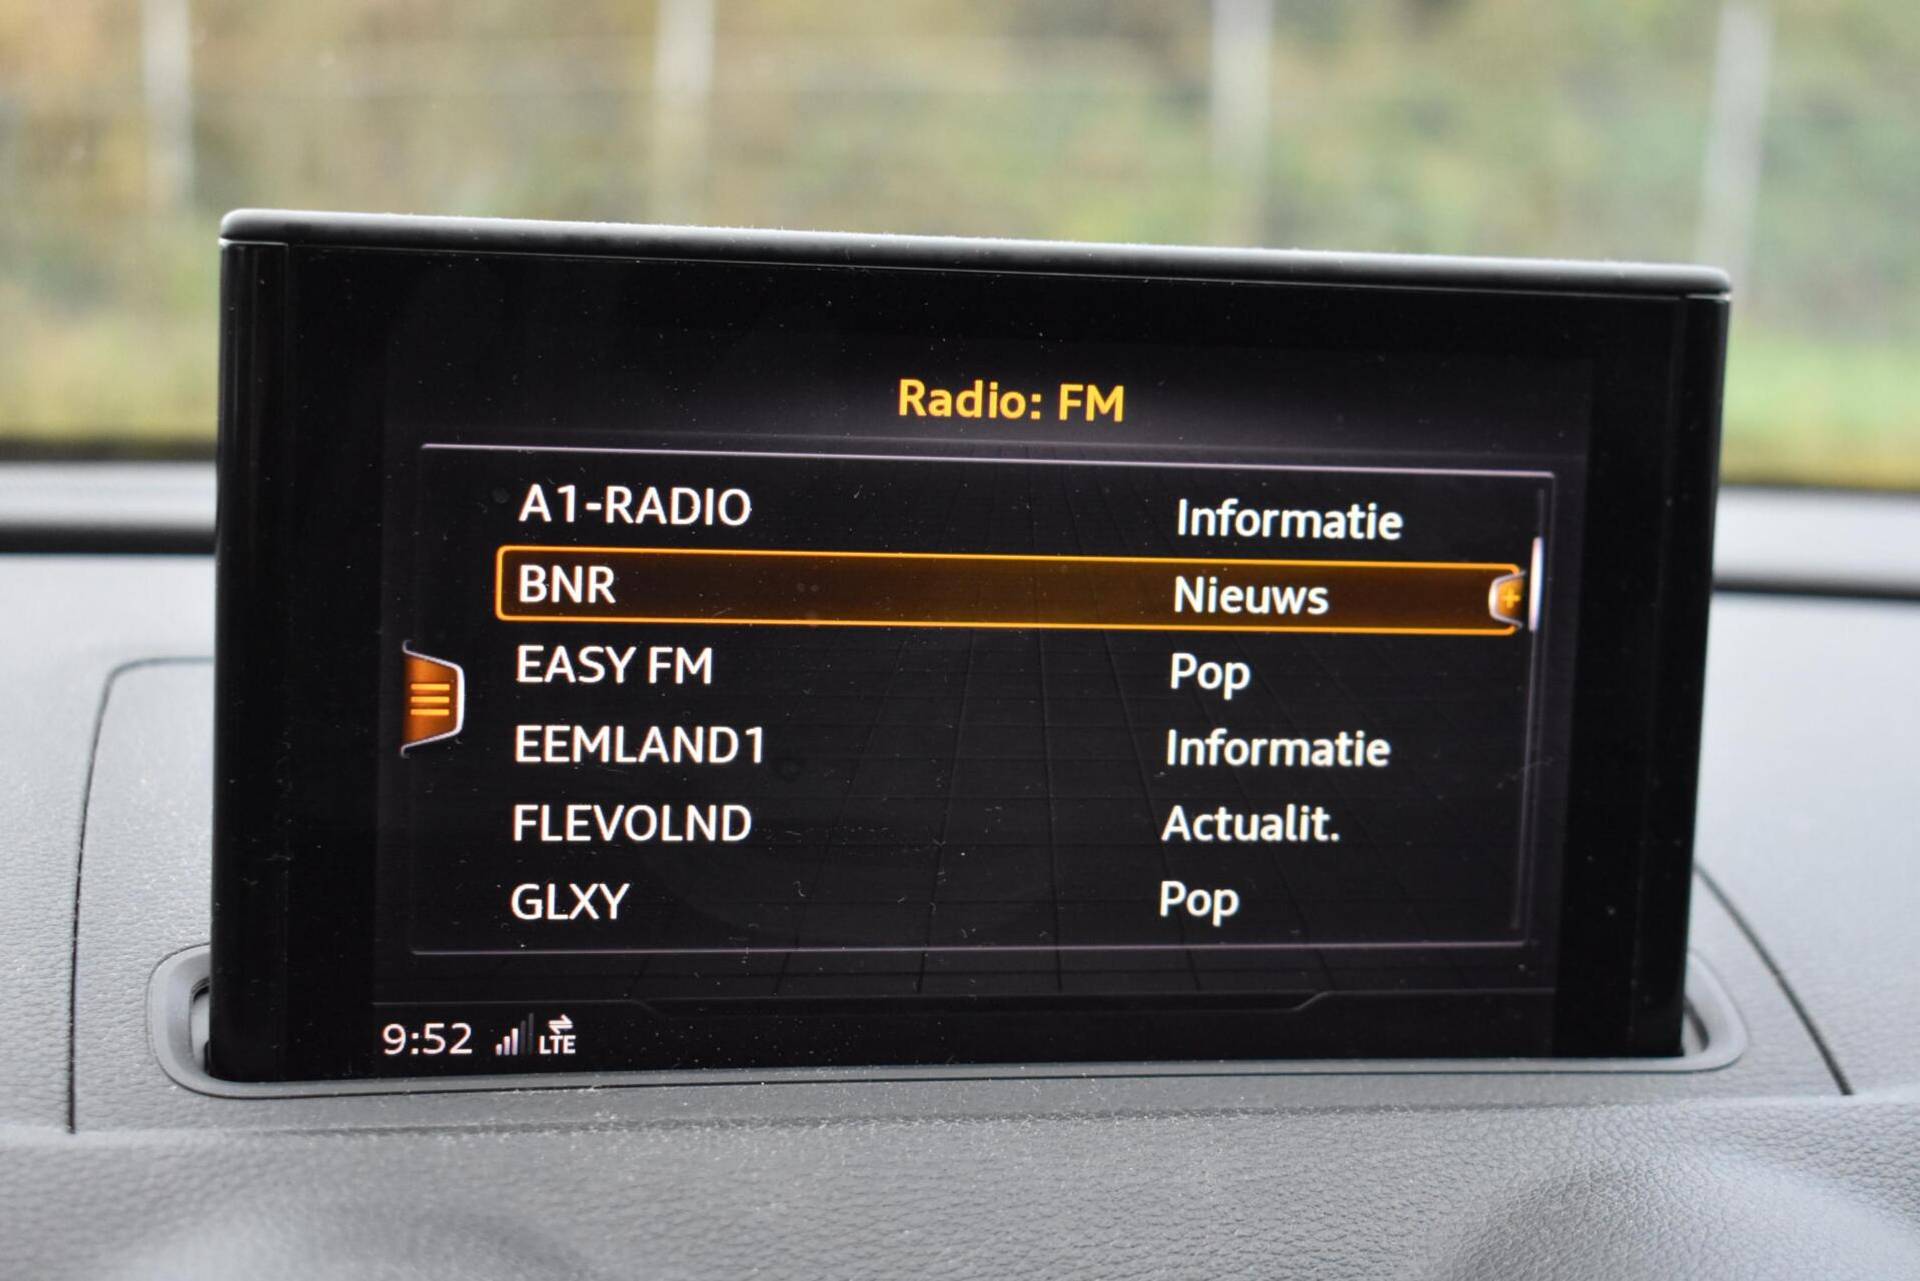 Radio: FM
A1-RADIO Informatie
BNR Nieuws
EASY FM Pop
EEMLAND1 Informatie
FLEVOLND Actualit.
GLXY Pop
9:52 LTE